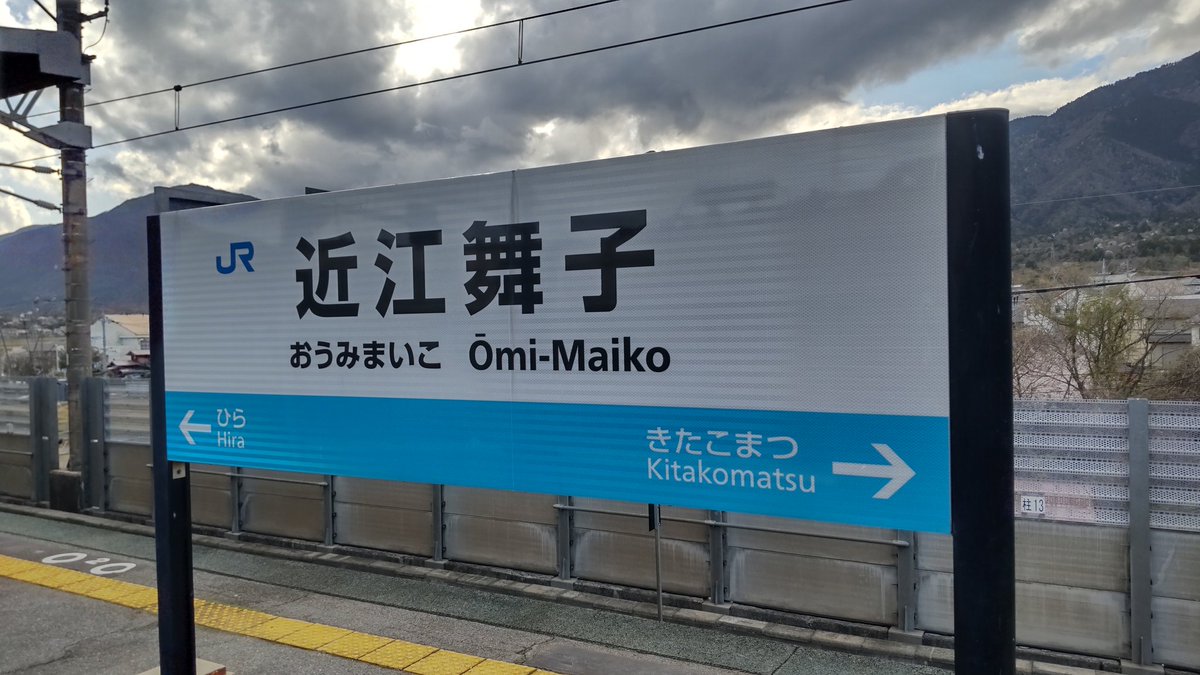 JR 近江舞子
おうみまいこ Ōmi-Maiko
ひら
Hira
きたこまつ
Kitakomatsu
柱13